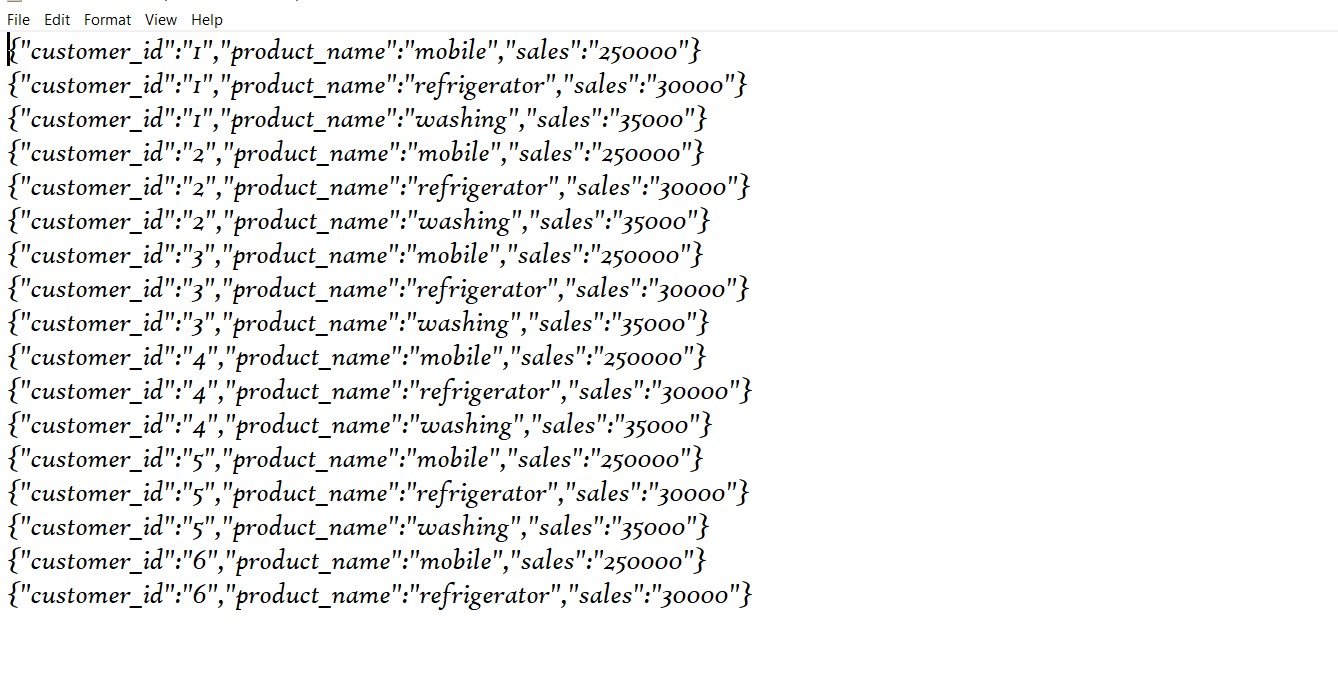 File Edit Format View Help
{"customer_id":"1","product_name":"mobile","sales":"250000"}
{"customer_id":"1","product_name":"refrigerator","sales":"30000"}
{"customer_id":"1","product_name":"washing","sales":"35000"}
{"customer_id":"2","product_name":"mobile","sales":"250000"}
{"customer_id":"2","product_name":"refrigerator","sales":"30000"}
{"customer_id":"2","product_name":"washing","sales":"35000"}
{"customer_id":"3","product_name":"mobile","sales":"250000"}
{"customer_id":"3","product_name":"refrigerator","sales":"30000"}
{"customer_id":"3","product_name":"washing","sales":"35000"}
{"customer_id":"4","product_name":"mobile","sales":"250000"}
{"customer_id":"4","product_name":"refrigerator","sales":"30000"}
{"customer_id":"4","product_name":"washing","sales":"35000"}
{"customer_id":"5","product_name":"mobile","sales":"250000"}
{"customer_id":"5","product_name":"refrigerator","sales":"30000"}
{"customer_id":"5","product_name":"washing","sales":"35000"}
{"customer_id":"6","product_name":"mobile","sales":"250000"}
{"customer_id":"6","product_name":"refrigerator","sales":"30000"}